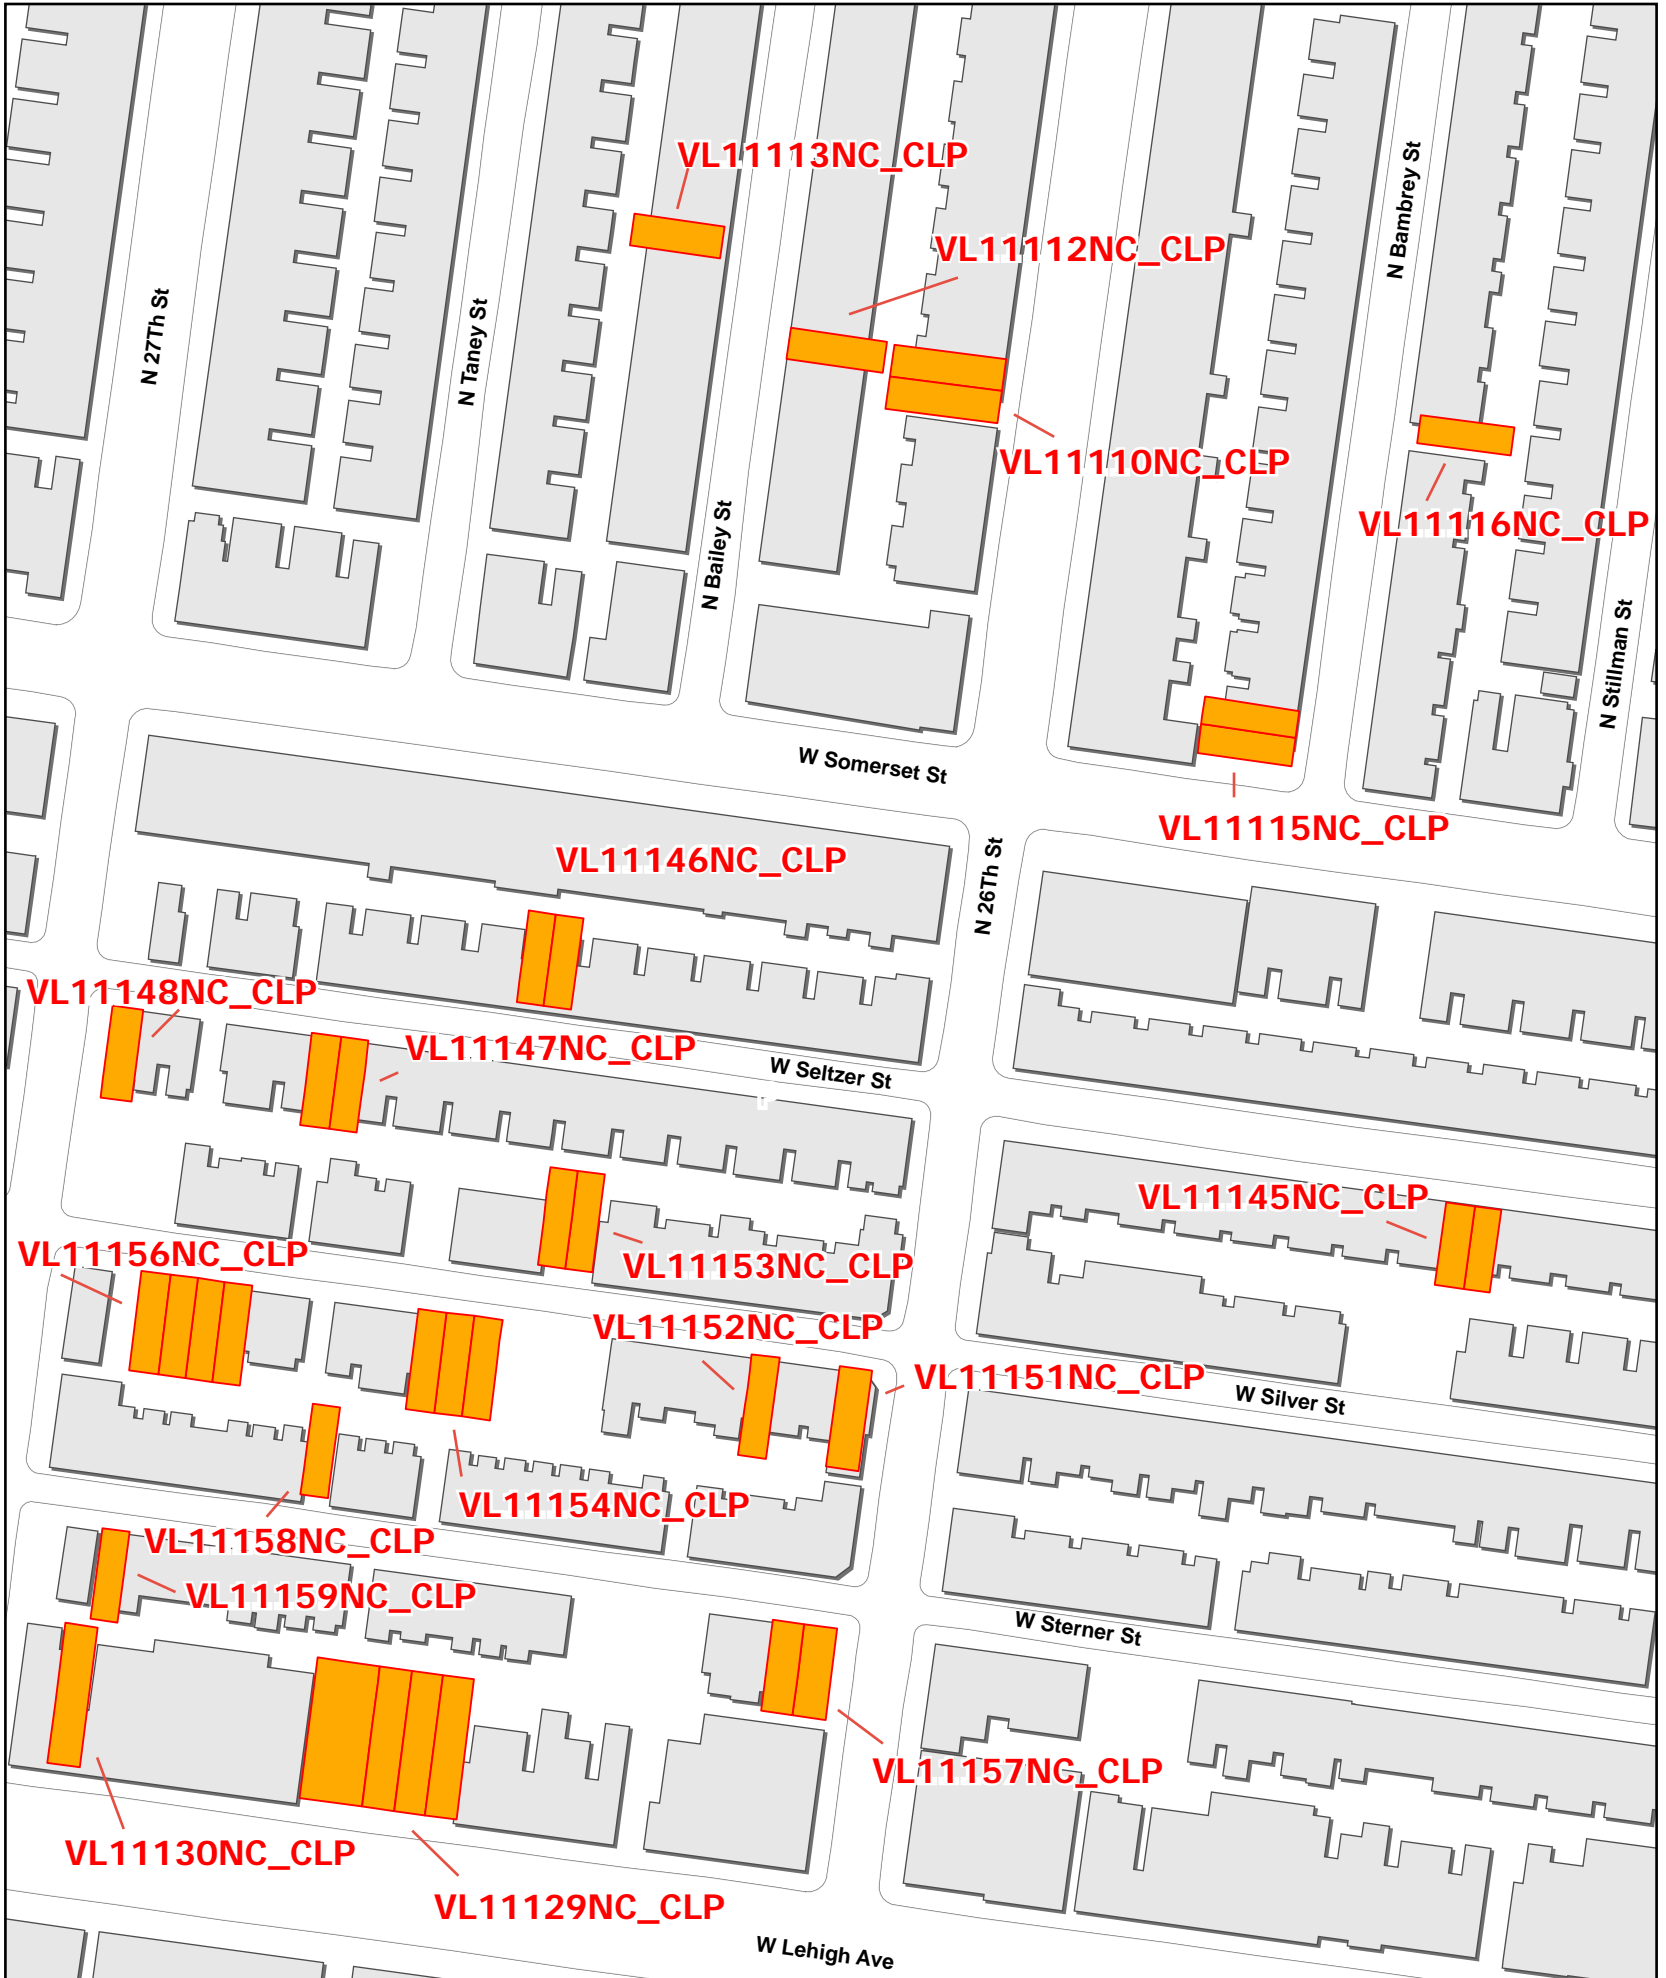 VL11113NC_CLP
N Bambrey St
VL11112NC_CLP
N 27Th St
N Taney St
VL11110NC_CLP
VL11116NC_CLP
N Bailey St
N Stillman St
W Somerset St
VL11115NC_CLP
VL11146NC_CLP
N 26Th St
VL11148NC_CLP
VL11147NC_CLP
W Seltzer St
VL11145NC_CLP
VL11156NC_CLP
VL11153NC_CLP
VL11152NC_CLP
VL11151NC_CLP
W Silver St
VL11154NC_CLP
VL11158NC_CLP
VL11159NC_CLP
W Sterner St
VL11157NC_CLP
VL11130NC_CLP
VL11129NC_CLP
W Lehigh Ave